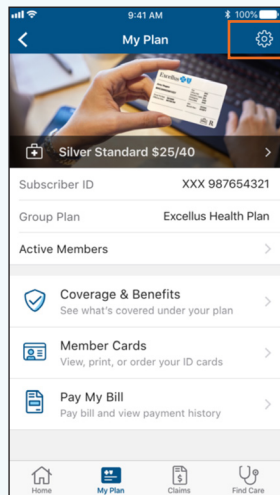 9:41 AM
100%
My Plan
Excellus
Silver Standard $25/40
Subscriber ID
XXX 987654321
Group Plan
Excellus Health Plan
Active Members
Coverage & Benefits
See what's covered under your plan
Member Cards
View, print, or order your ID cards
Pay My Bill
Pay bill and view payment history
Home
My Plan
Claims
Find Care